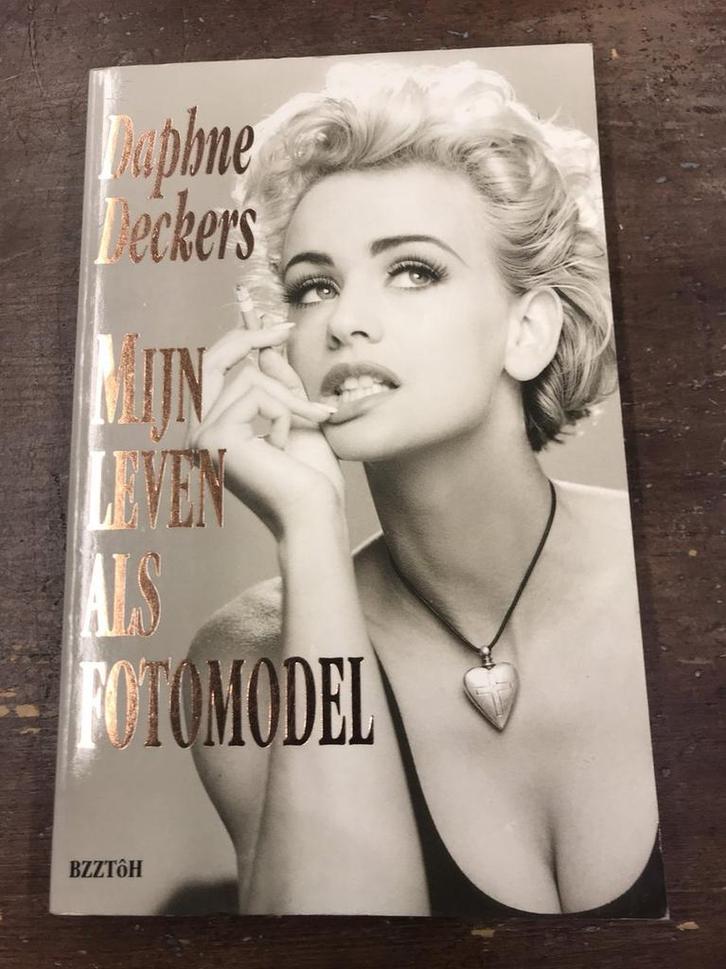 Daphne
Deckers
MIJN
LEVEN
ALS
FOTOMODEL
BZZTôH